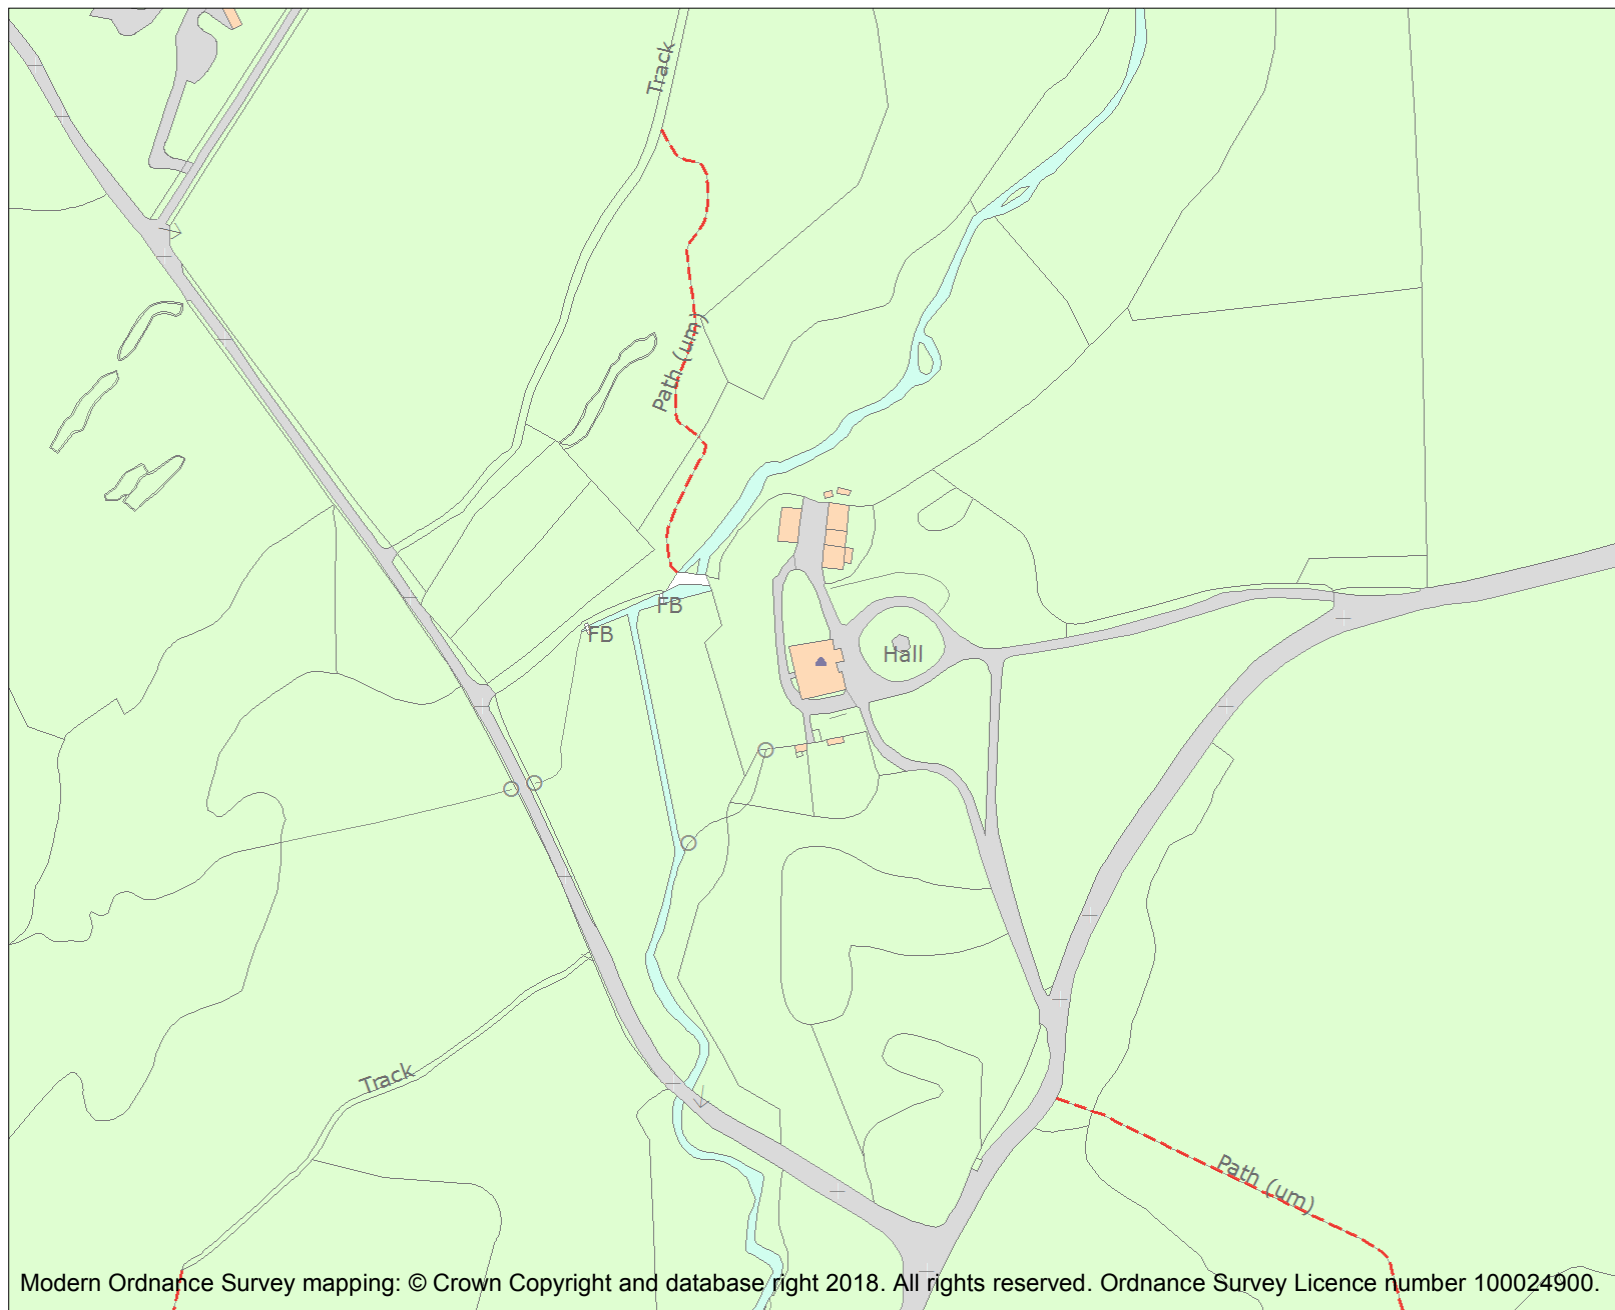 Track
Path (um)
FB
FB
Hall
Track
Path (um)
Modern Ordnance Survey mapping: © Crown Copyright and database right 2018. All rights reserved. Ordnance Survey Licence number 100024900.